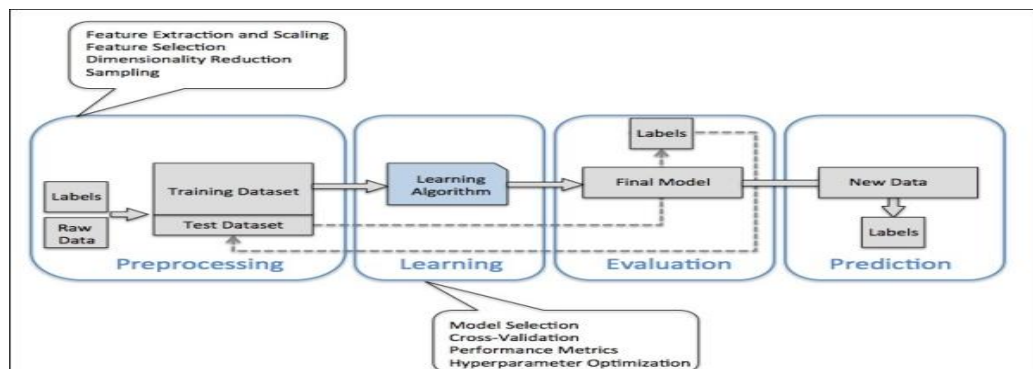 Feature Extraction and Scaling
Feature Selection
Dimensionality Reduction
Sampling
Labels
Raw
Data
Training Dataset
Test Dataset
Preprocessing
Learning
Algorithm
Learning
Labels
Final Model
Evaluation
New Data
Labels
Prediction
Model Selection
Cross-Validation
Performance Metrics
Hyperparameter Optimization